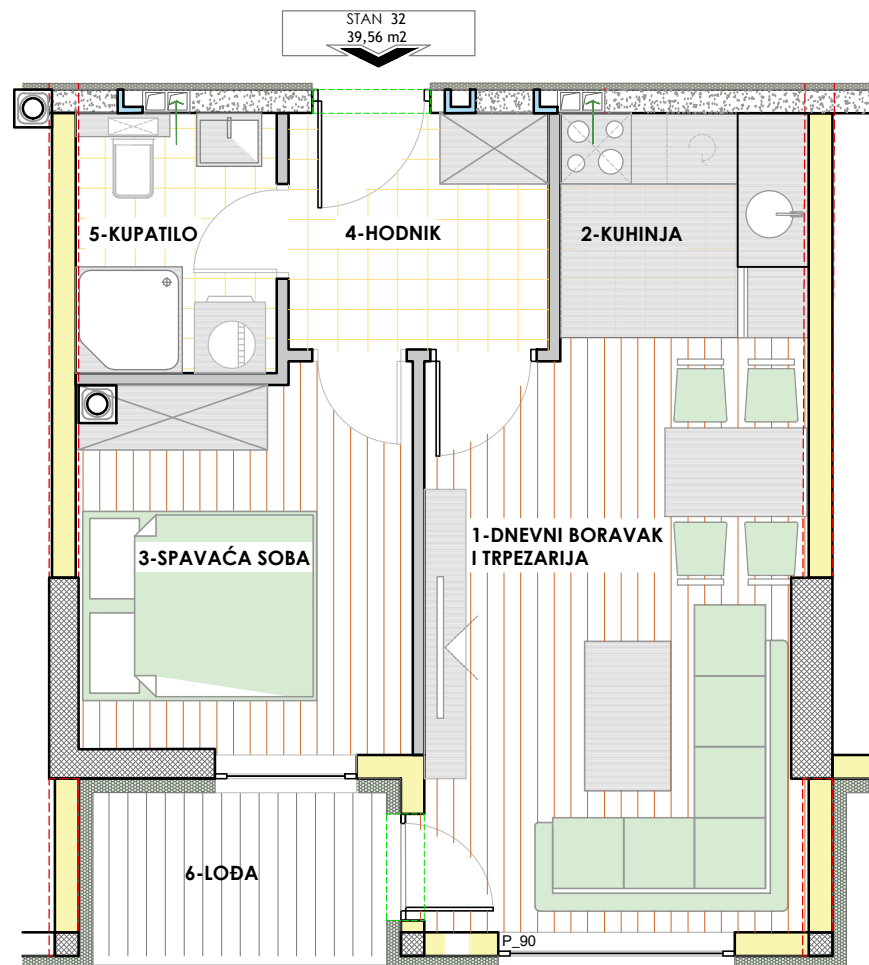 STAN 32
39,56 m2
5-KUPATILO
4-HODNIK
2-KUHINJA
3-SPAVAĆA SOBA
1-DNEVNI BORAVAK
I TRPEZARIJA
6-LOĐA
P_90